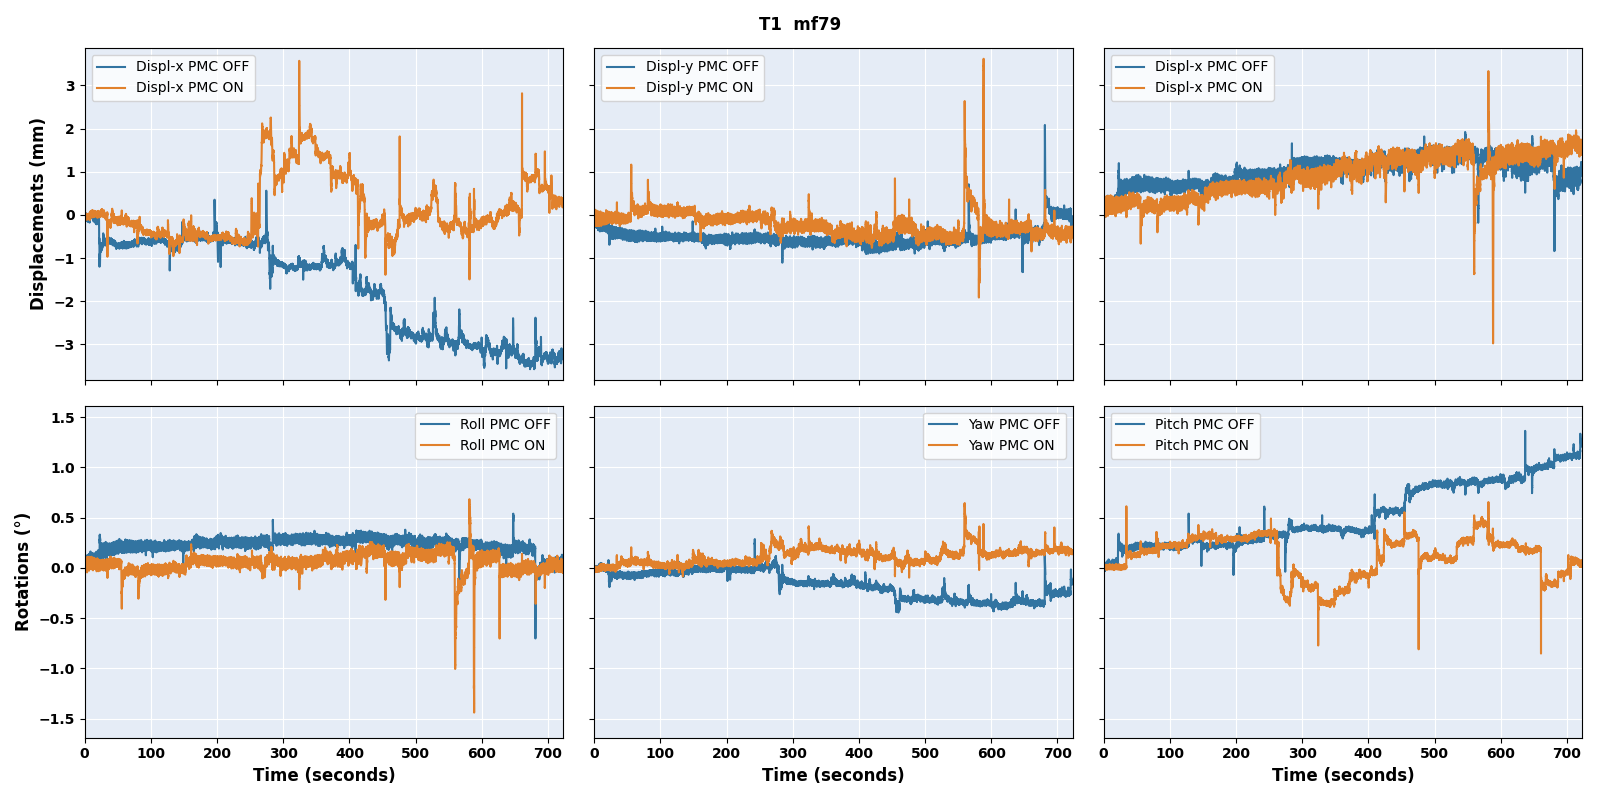 T1 mf79
Displacements (mm)
3
2
1
0
−1
−2
−3
Displ-x PMC OFF
Displ-x PMC ON
Displ-y PMC OFF
Displ-y PMC ON
Displ-x PMC OFF
Displ-x PMC ON
Rotations (°)
1.5
1.0
0.5
0.0
−0.5
−1.0
−1.5
Roll PMC OFF
Roll PMC ON
Yaw PMC OFF
Yaw PMC ON
Pitch PMC OFF
Pitch PMC ON
0 100 200 300 400 500 600 700
0 100 200 300 400 500 600 700
0 100 200 300 400 500 600 700
Time (seconds)
Time (seconds)
Time (seconds)